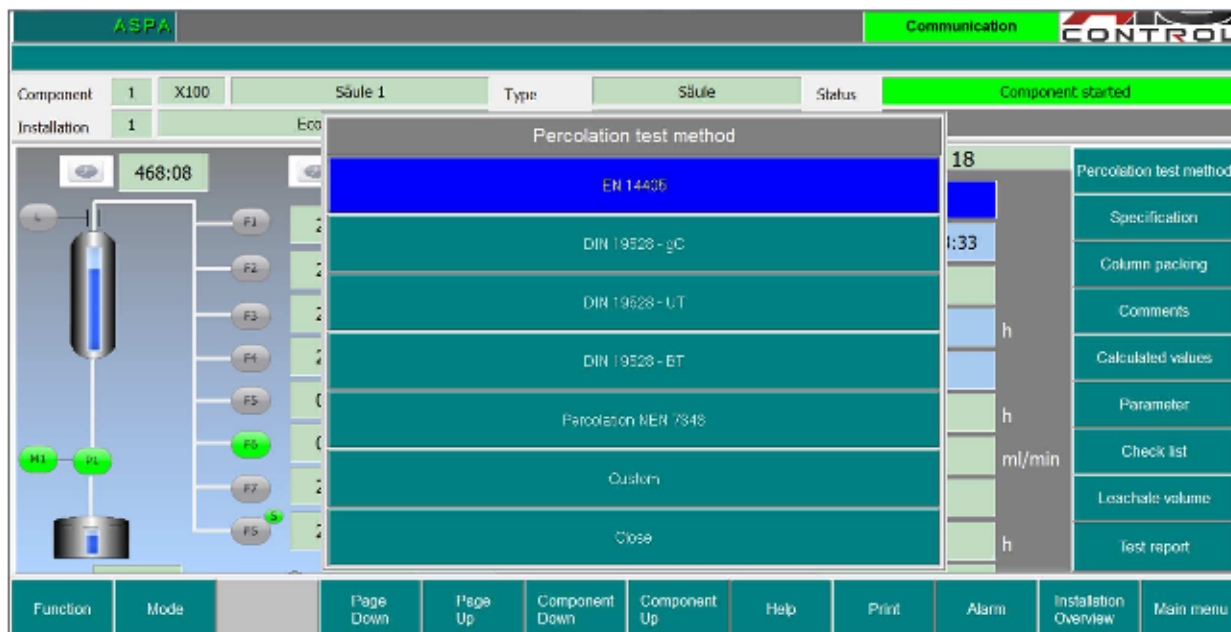 ASPA
Communication
CONTROL
Component 1 X100 Säule 1 Type Säule Status Component started
Installation 1 Eco
Percolation test method
EN 14405
DIN 19528 - gC
DIN 19528 - UT
DIN 19528 - BT
Percolation NEN 7343
Custom
Close
468:08
L
F1
F2
F3
F4
F5
F6
F7
F5
S
M1
P1
18
:33
h
h
ml/min
h
Percolation test method
Specification
Column packing
Comments
Calculated values
Parameter
Check list
Leachate volume
Test report
Function
Mode
Page
Down
Page
Up
Component
Down
Component
Up
Help
Print
Alarm
Installation
Overview
Main menu